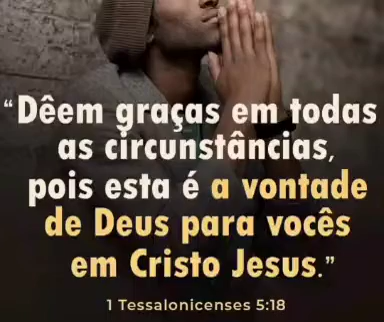 “Dêem graças em todas
as circunstâncias,
pois esta é a vontade
de Deus para vocês
em Cristo Jesus.”
1 Tessalonicenses 5:18